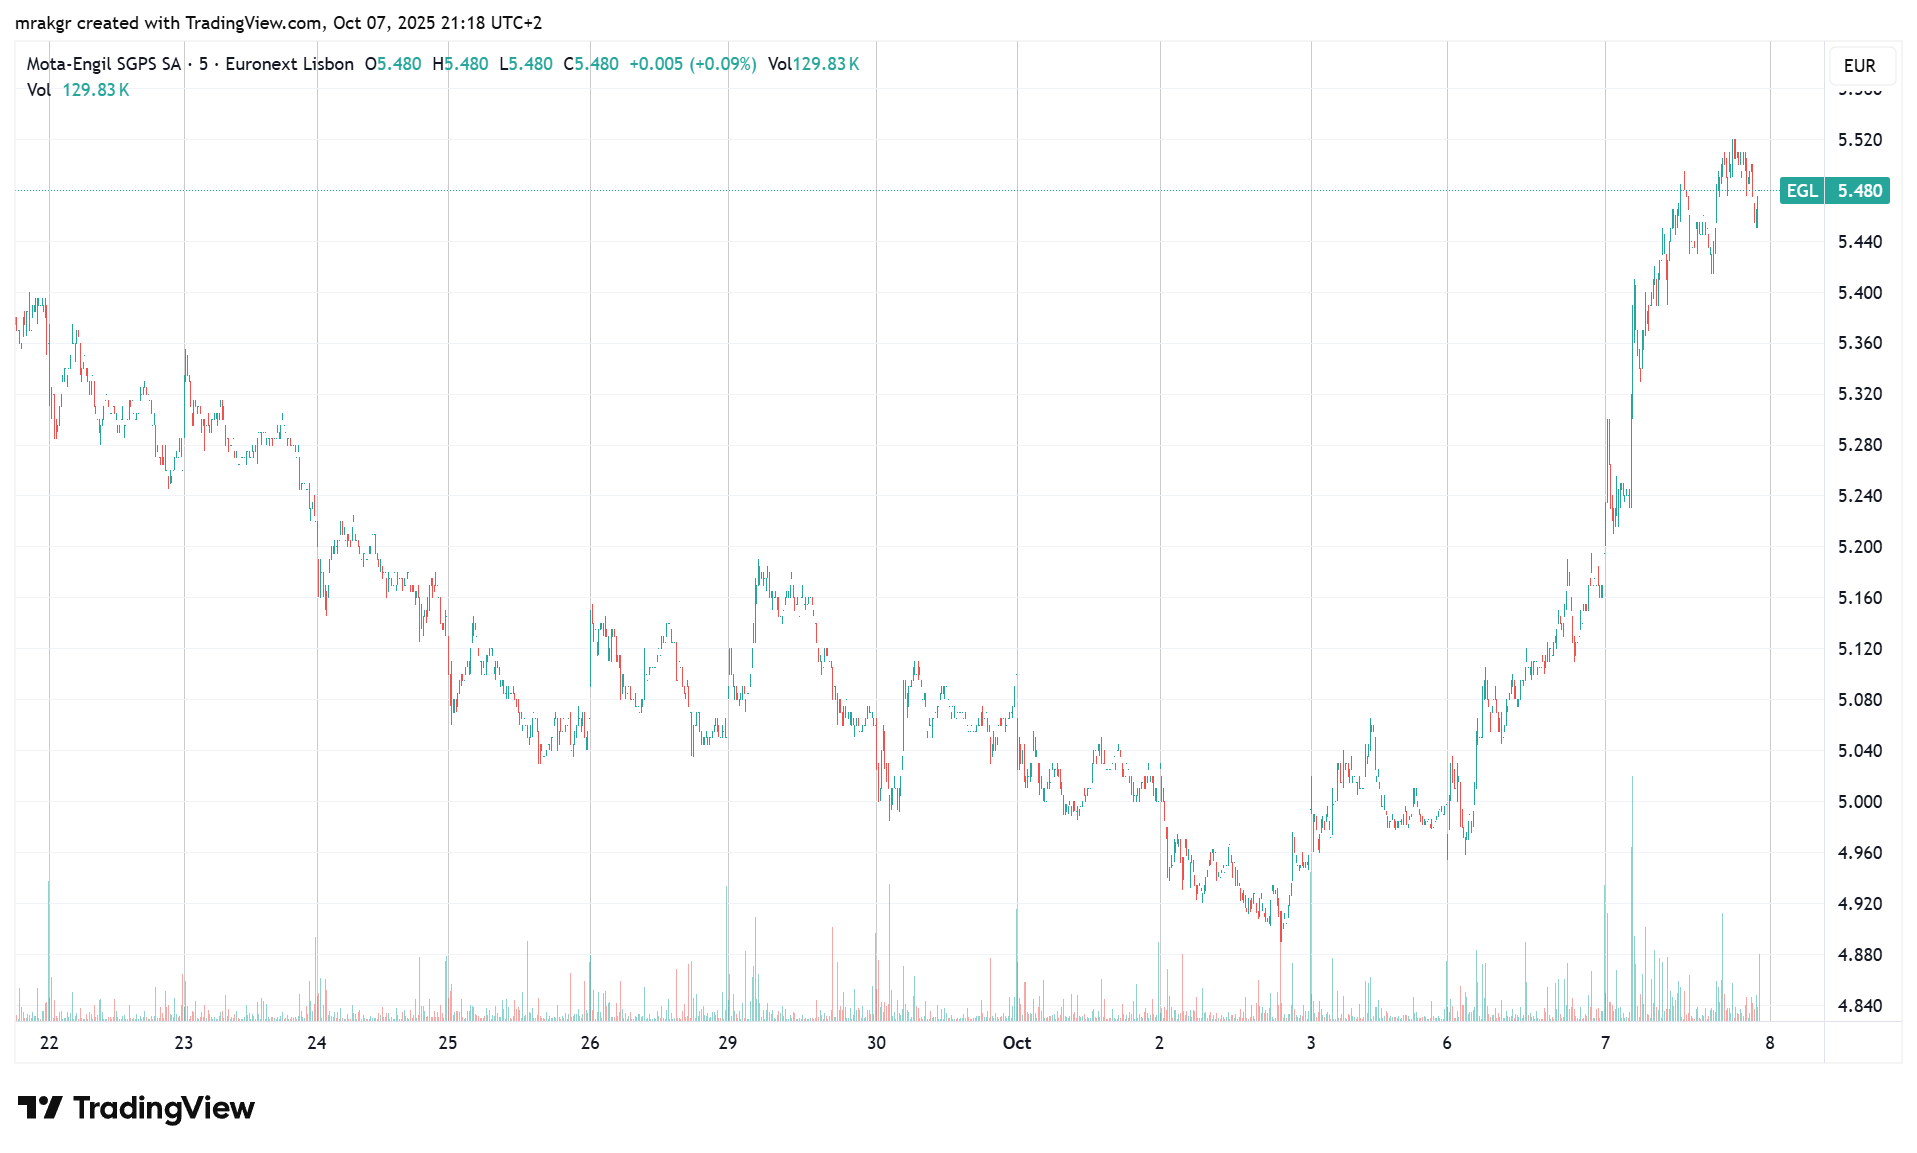 mrakgr created with TradingView.com, Oct 07, 2025 21:18 UTC+2
Mota-Engil SGPS SA · 5 · Euronext Lisbon O5.480 H5.480 L5.480 C5.480 +0.005 (+0.09%) Vol129.83 K
Vol 129.83 K
EUR
5.520
EGL 5.480
5.440
5.400
5.360
5.320
5.280
5.240
5.200
5.160
5.120
5.080
5.040
5.000
4.960
4.920
4.880
4.840
22 23 24 25 26 29 30 Oct 2 3 6 7 8
TradingView